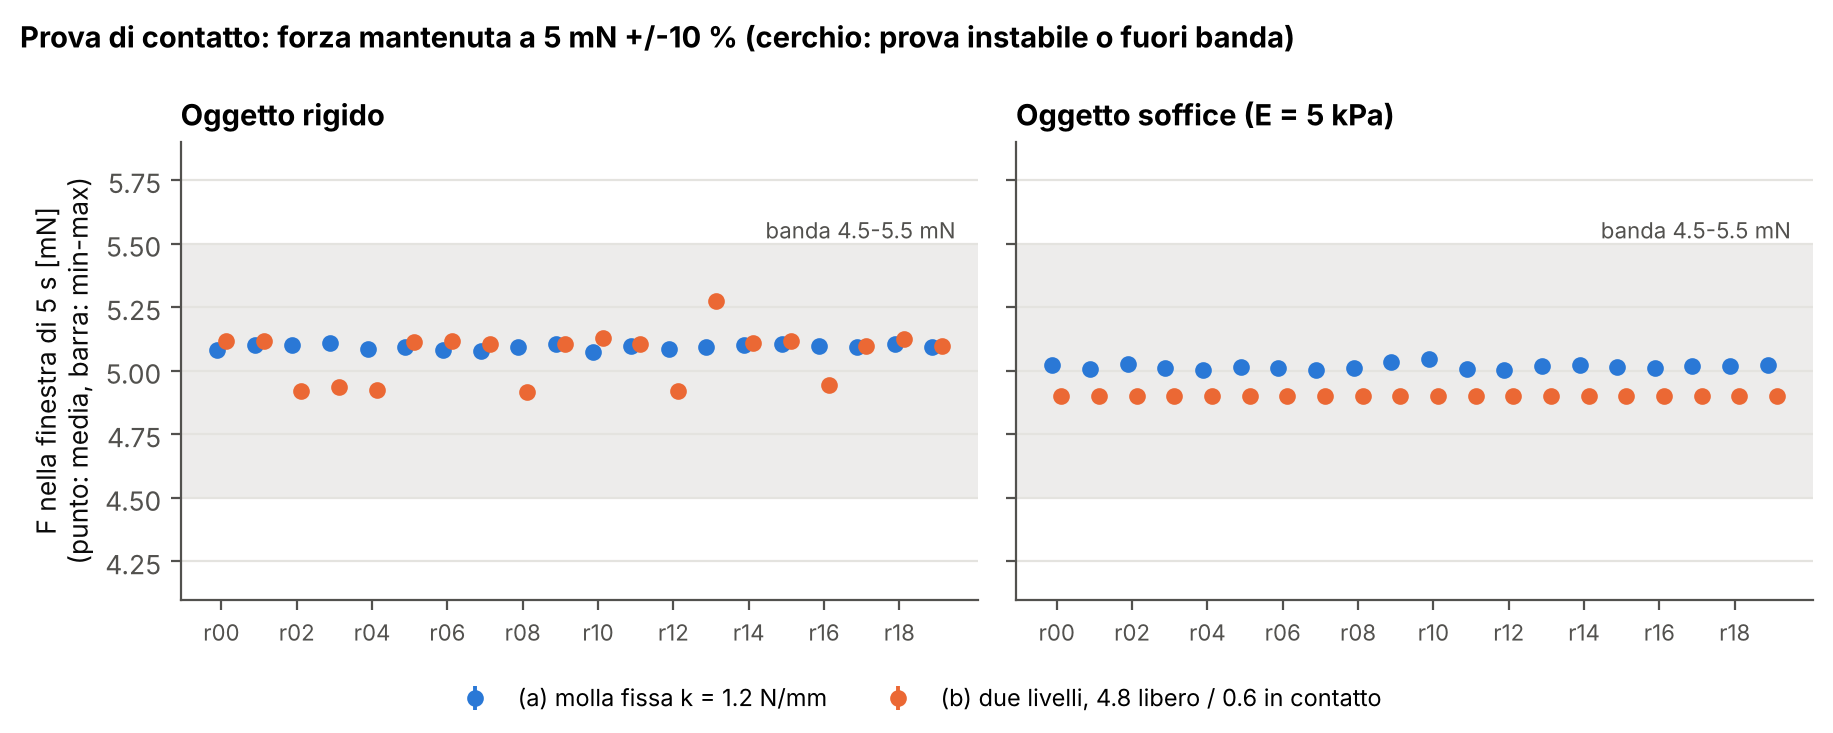 Prova di contatto: forza mantenuta a 5 mN +/-10 % (cerchio: prova instabile o fuori banda)
Oggetto rigido
F nella finestra di 5 s [mN]
(punto: media, barra: min-max)
5.75
5.50
5.25
5.00
4.75
4.50
4.25
banda 4.5-5.5 mN
r00 r02 r04 r06 r08 r10 r12 r14 r16 r18
Oggetto soffice (E = 5 kPa)
banda 4.5-5.5 mN
r00 r02 r04 r06 r08 r10 r12 r14 r16 r18
(a) molla fissa k = 1.2 N/mm
(b) due livelli, 4.8 libero / 0.6 in contatto